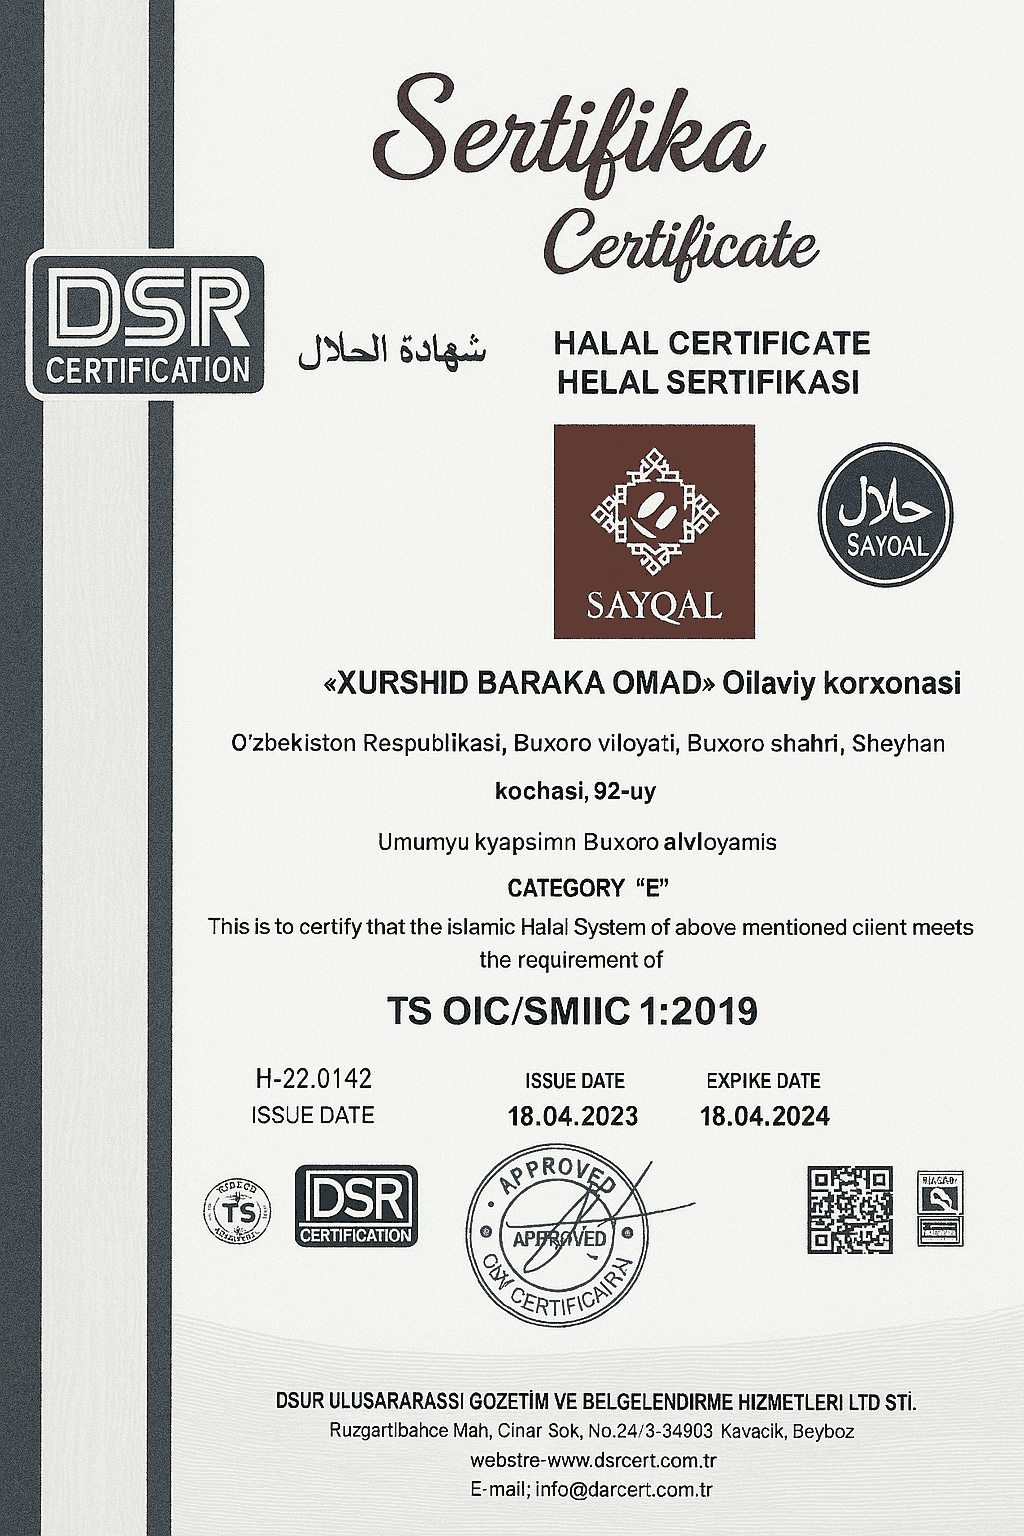 Sertifika
Certificate
DSR
CERTIFICATION
شهادة الحلال
HALAL CERTIFICATE
HELAL SERTIFIKASI
SAYQAL
حلال
SAYOAL
«XURSHID BARAKA OMAD» Oilaviy korxonasi
O'zbekiston Respublikasi, Buxoro viloyati, Buxoro shahri, Sheyhan
kochasi, 92-uy
Umumyu kyapsimn Buxoro alvloyamis
CATEGORY “E”
This is to certify that the islamic Halal System of above mentioned ciient meets
the requirement of
TS OIC/SMIIC 1:2019
H-22.0142
ISSUE DATE
ISSUE DATE
18.04.2023
EXPIKE DATE
18.04.2024
TS
DSR
CERTIFICATION
APPROVED
APPROVED
CERTIFICAIRA
DSUR ULUSARARASSI GOZETİM VE BELGELENDIRME HIZMETLERI LTD STİ.
Ruzgartlbahce Mah, Cinar Sok, No.24/3-34903 Kavacik, Beyboz
webstre-www.dsrcert.com.tr
E-mail; info@darcert.com.tr